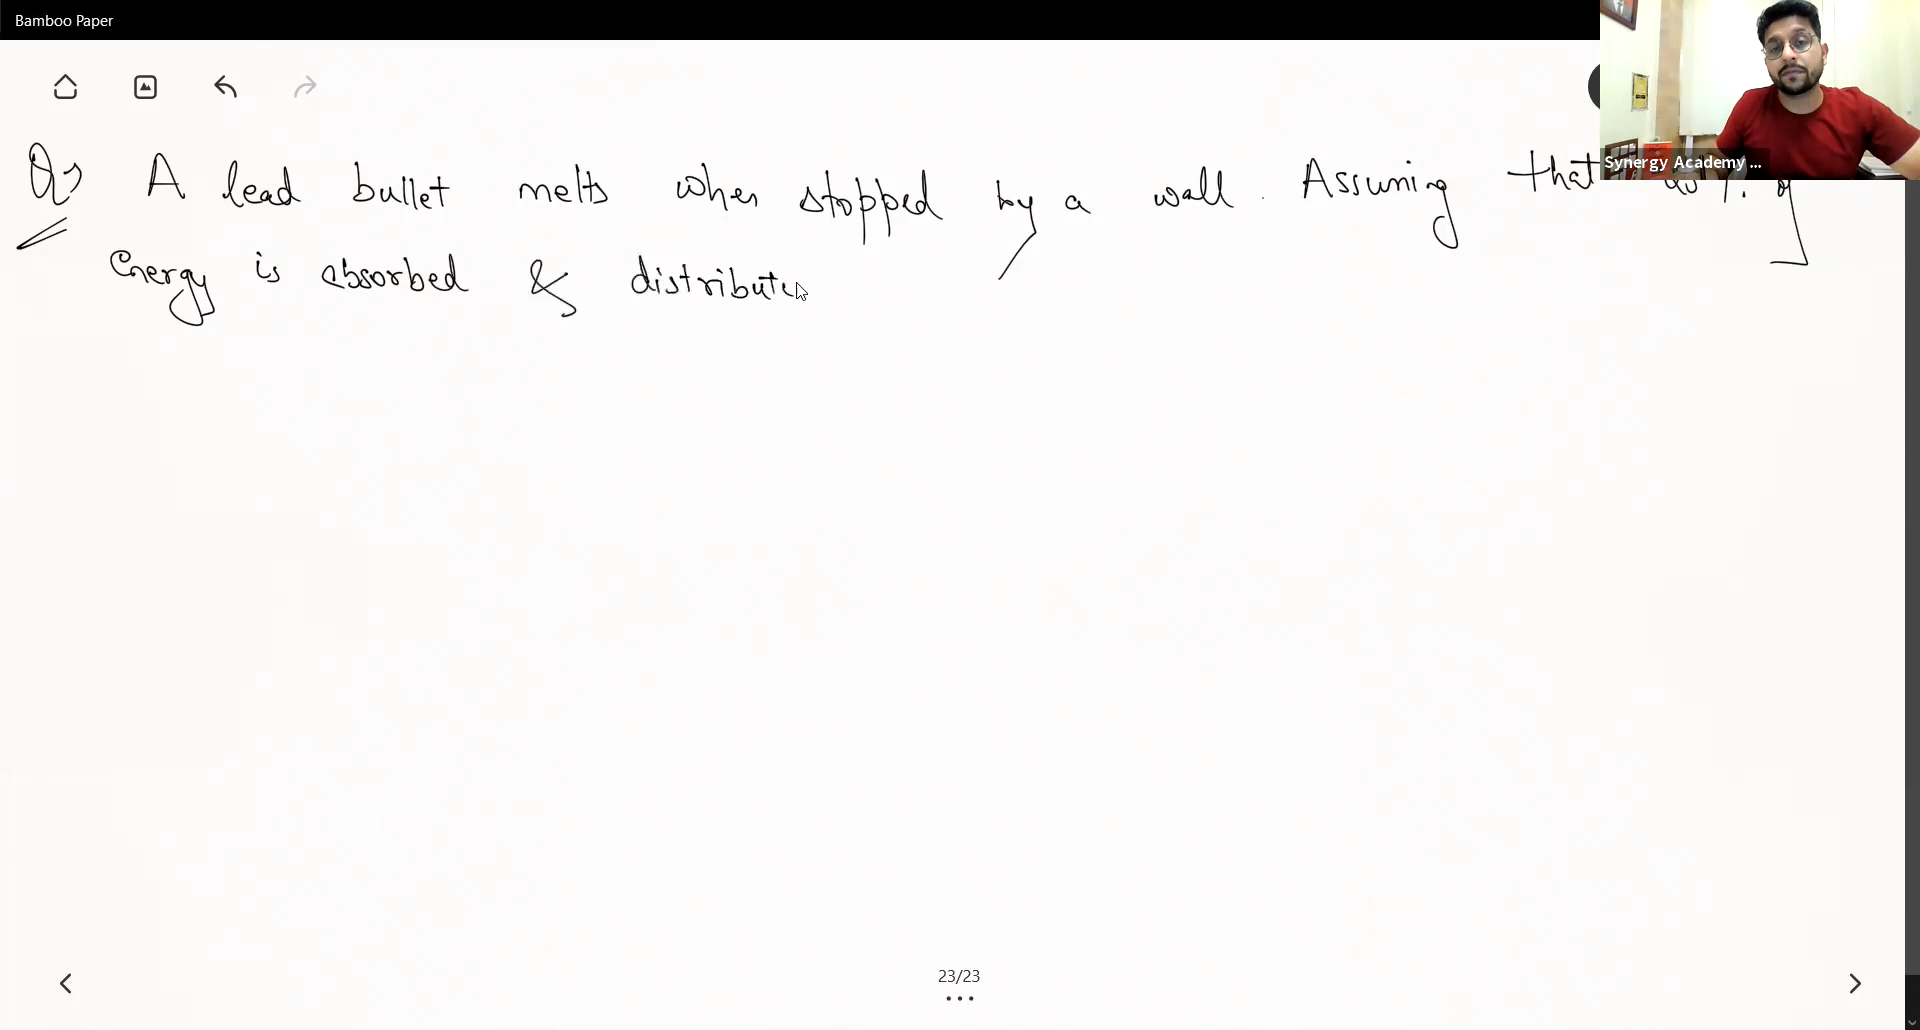 Bamboo Paper
Synergy Academy ...
Q> A lead bullet melts when stopped by a wall. Assuming that % of
Energy is absorbed & distribute
23/23